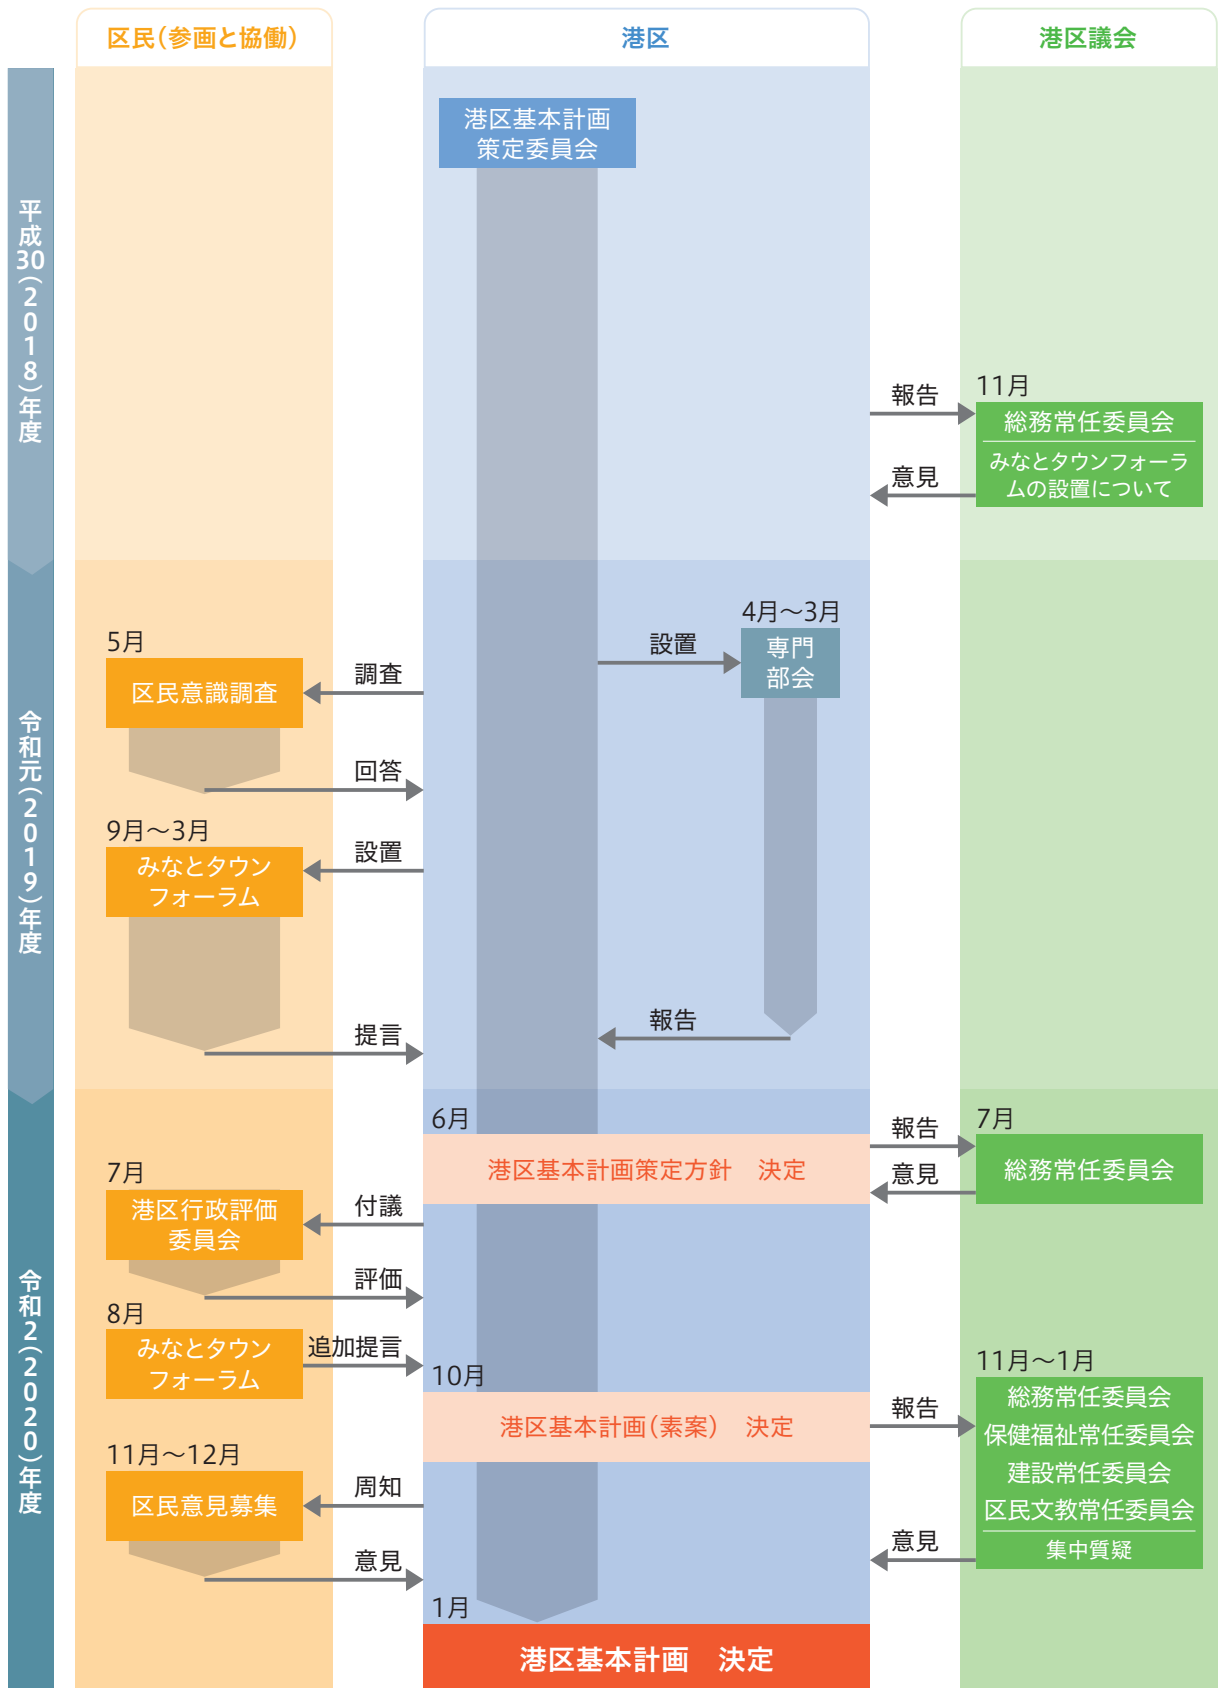 区民(参画と協働)
港区
港区議会
平成30(2018)年度
港区基本計画
策定委員会
報告
11月
総務常任委員会
みなとタウンフォーラ
ムの設置について
意見
令和元(2019)年度
4月～3月
専門
部会
設置
5月
区民意識調査
調査
回答
9月～3月
みなとタウン
フォーラム
設置
報告
提言
令和2(2020)年度
6月
港区基本計画策定方針　決定
報告
7月
総務常任委員会
意見
7月
港区行政評価
委員会
付議
評価
8月
みなとタウン
フォーラム
追加提言
10月
港区基本計画(素案)　決定
報告
11月～1月
総務常任委員会
保健福祉常任委員会
建設常任委員会
区民文教常任委員会
集中質疑
意見
11月～12月
区民意見募集
周知
意見
1月
港区基本計画　決定